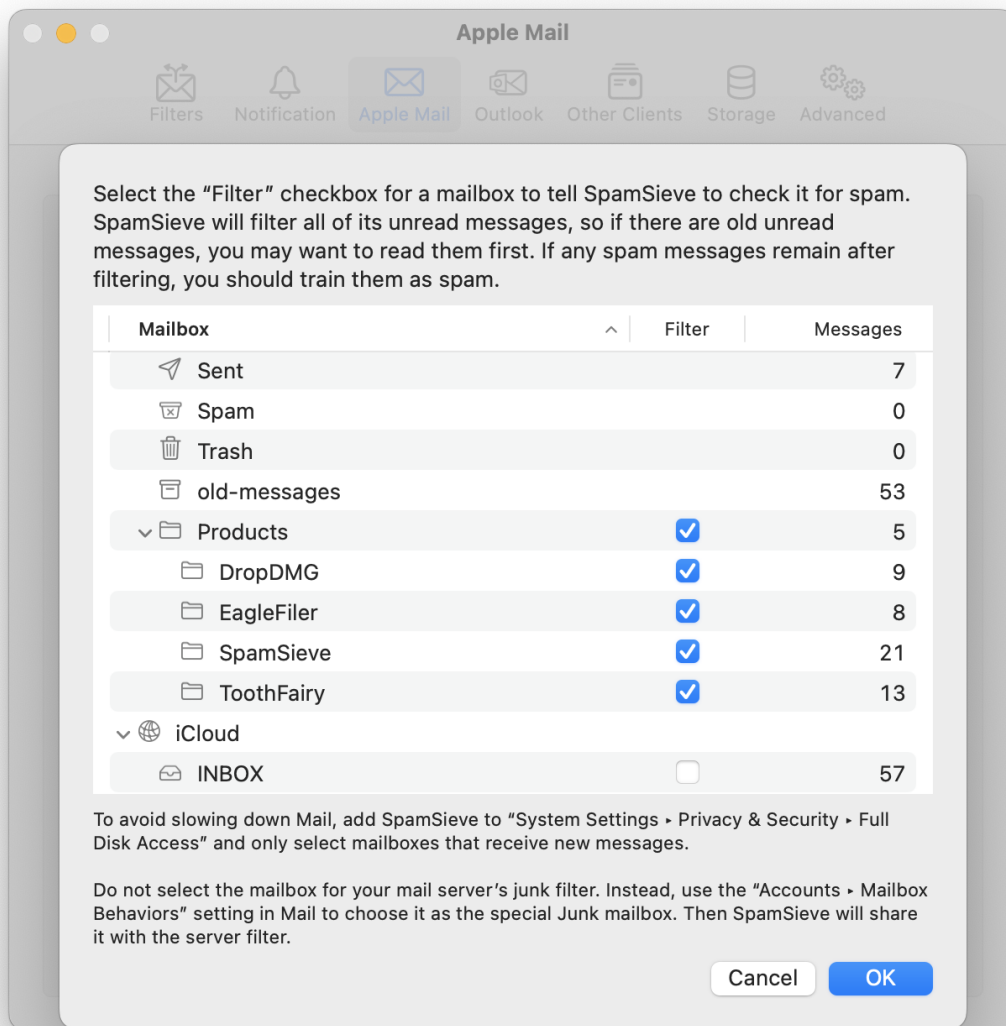 Apple Mail
Filters Notification Apple Mail Outlook Other Clients Storage Advanced
Select the “Filter” checkbox for a mailbox to tell SpamSieve to check it for spam.
SpamSieve will filter all of its unread messages, so if there are old unread
messages, you may want to read them first. If any spam messages remain after
filtering, you should train them as spam.
Mailbox Filter Messages
Sent 7
Spam 0
Trash 0
old-messages 53
Products 5
DropDMG 9
EagleFiler 8
SpamSieve 21
ToothFairy 13
iCloud
INBOX 57
To avoid slowing down Mail, add SpamSieve to “System Settings ▸ Privacy & Security ▸ Full
Disk Access” and only select mailboxes that receive new messages.
Do not select the mailbox for your mail server’s junk filter. Instead, use the “Accounts ▸ Mailbox
Behaviors” setting in Mail to choose it as the special Junk mailbox. Then SpamSieve will share
it with the server filter.
Cancel OK